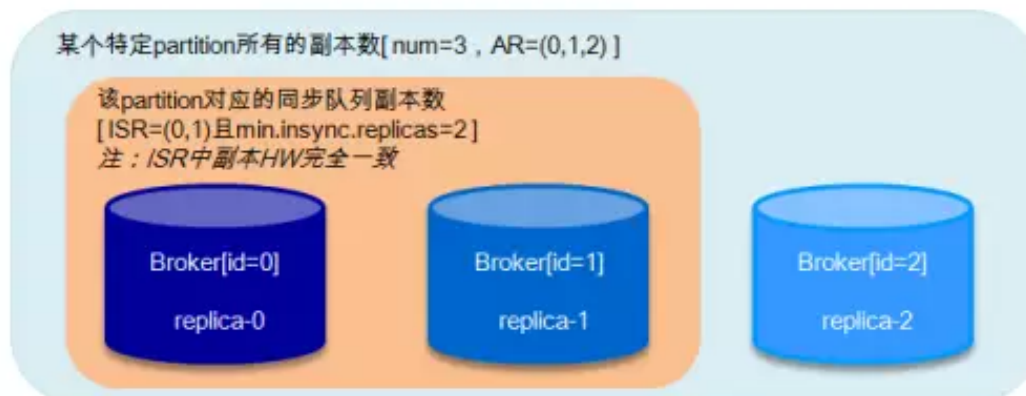 某个特定partition所有的副本数[ num=3，AR=(0,1,2) ]
该partition对应的同步队列副本数
[ ISR=(0,1)且min.insync.replicas=2 ]
注：ISR中副本HW完全一致
Broker[id=0]
replica-0
Broker[id=1]
replica-1
Broker[id=2]
replica-2